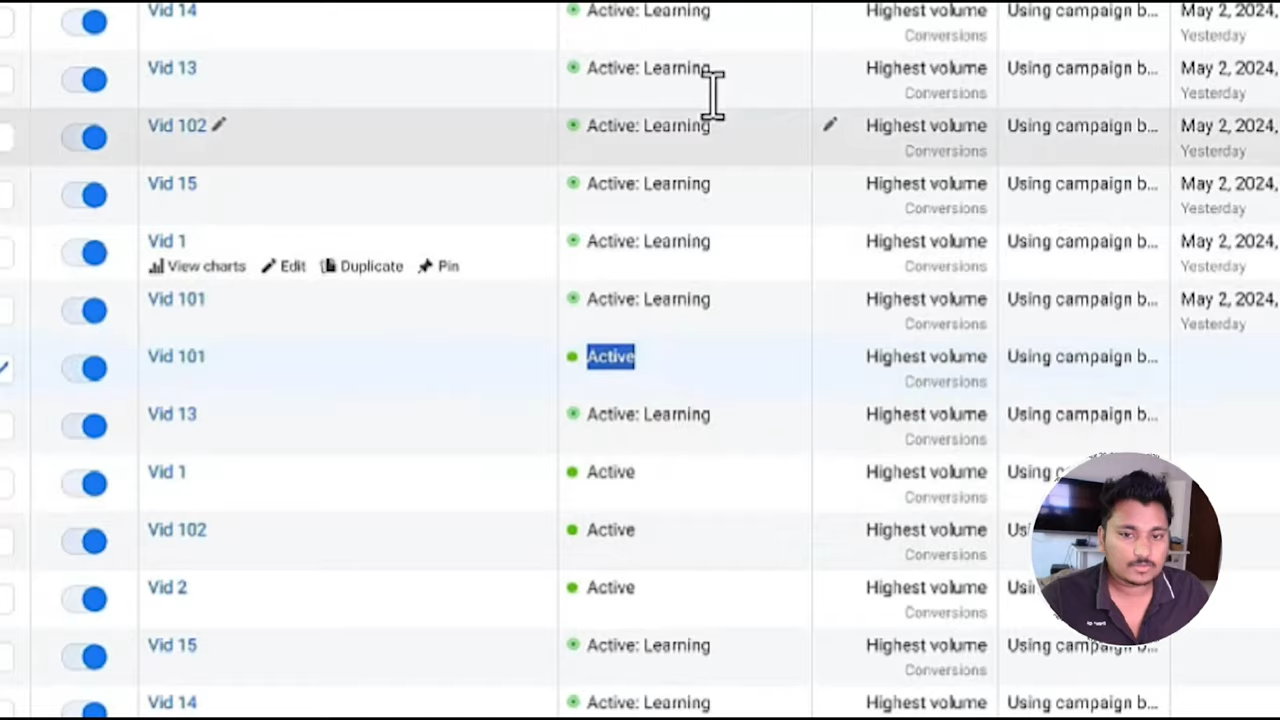 Vid 14 Active: Learning Highest volume Using campaign b... May 2, 2024,
Conversions Yesterday
Vid 13 Active: Learning Highest volume Using campaign b... May 2, 2024,
Conversions Yesterday
Vid 102 Active: Learning Highest volume Using campaign b... May 2, 2024,
Conversions Yesterday
Vid 15 Active: Learning Highest volume Using campaign b... May 2, 2024,
Conversions Yesterday
Vid 1 Active: Learning Highest volume Using campaign b... May 2, 2024,
View charts Edit Duplicate Pin Conversions Yesterday
Vid 101 Active: Learning Highest volume Using campaign b... May 2, 2024,
Conversions Yesterday
Vid 101 Active Highest volume Using campaign b...
Conversions
Vid 13 Active: Learning Highest volume Using campaign b...
Conversions
Vid 1 Active Highest volume Using
Conversions
Vid 102 Active Highest volume
Conversions
Vid 2 Active Highest volume
Conversions
Vid 15 Active: Learning Highest volume Using campaign b...
Conversions
Vid 14 Active: Learning Highest volume Using campaign b...